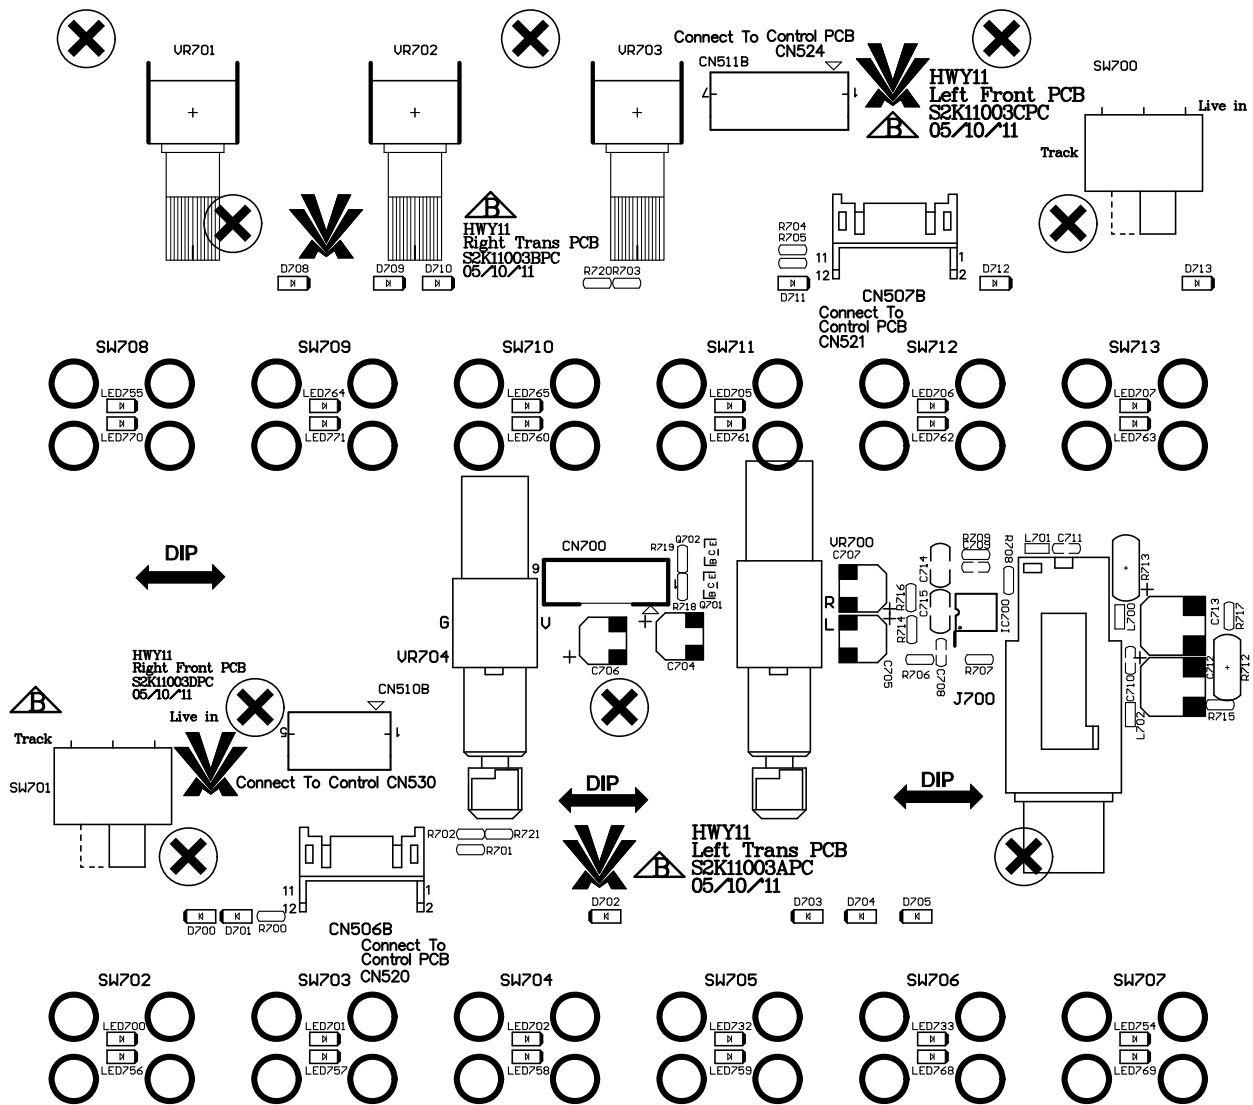 VR701
VR702
VR703
Connect To Control PCB
CN524
CN511B
7
1
B
HWY11
Left Front PCB
S2K11003CPC
05/10/11
SW700
Live in
Track
B
HWY11
Right Trans PCB
S2K11003BPC
05/10/11
D708
D709
D710
R720
R703
R704
R705
D711
11
12
1
2
D712
D713
CN507B
Connect To
Control PCB
CN521
SW708
SW709
SW710
SW711
SW712
SW713
LED755
LED764
LED765
LED705
LED706
LED707
LED770
LED771
LED760
LED761
LED762
LED763
DIP
CN700
9
1
R719
Q702
B C E
B C E
R718
Q701
VR700
C707
C714
R709
C709
R708
L701
C711
R713
G
V
R
L
R716
C715
R714
IC700
L700
C713
R717
VR704
C706
C704
C705
R706
C708
R707
C710
C712
R712
J700
L702
R715
HWY11
Right Front PCB
S2K11003DPC
05/10/11
B
Live in
Track
SW701
CN510B
5
1
Connect To Control CN530
DIP
DIP
R702
R721
R701
HWY11
Left Trans PCB
S2K11003APC
05/10/11
B
11
12
1
2
D700
D701
R700
D702
D703
D704
D705
CN506B
Connect To
Control PCB
CN520
SW702
SW703
SW704
SW705
SW706
SW707
LED700
LED701
LED702
LED732
LED733
LED754
LED756
LED757
LED758
LED759
LED768
LED769